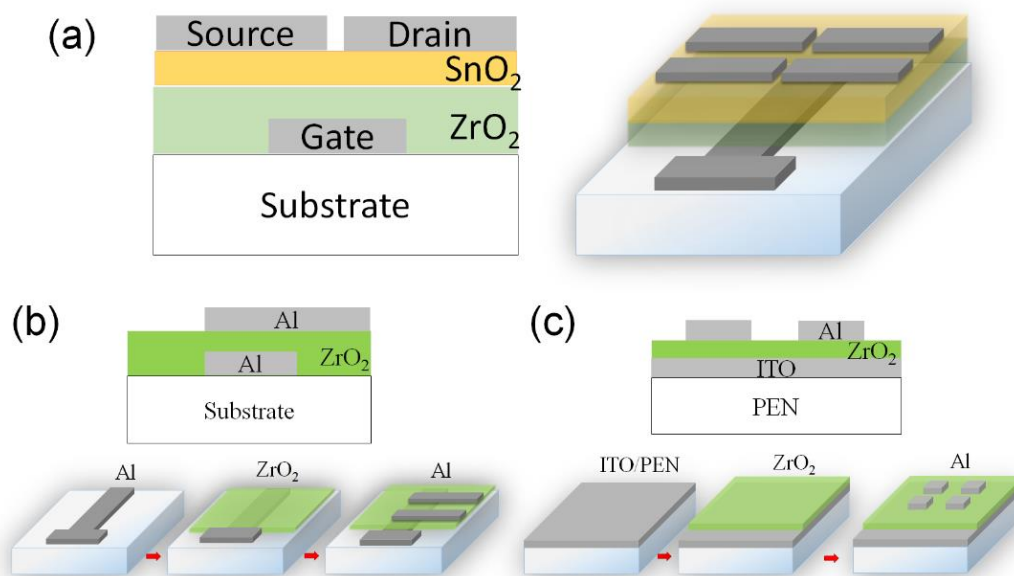 (a)
Source Drain
SnO₂
ZrO₂
Gate
Substrate
(b)
Al
ZrO₂
Al
Substrate
Al ZrO₂ Al
(c)
Al
ZrO₂
ITO
PEN
ITO/PEN ZrO₂ Al